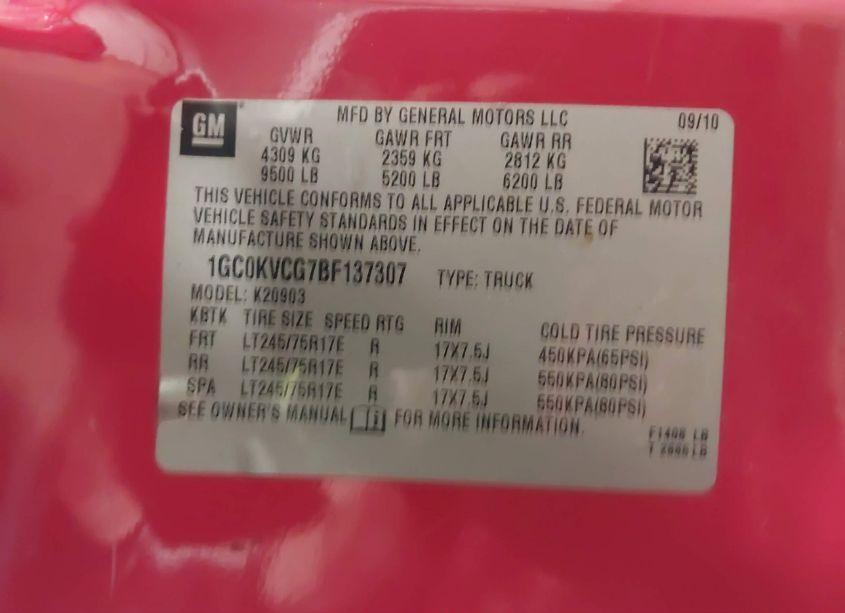 GM
MFD BY GENERAL MOTORS LLC 09/10
GVWR GAWR FRT GAWR RR
4309 KG 2359 KG 2812 KG
9500 LB 5200 LB 6200 LB
THIS VEHICLE CONFORMS TO ALL APPLICABLE U.S. FEDERAL MOTOR
VEHICLE SAFETY STANDARDS IN EFFECT ON THE DATE OF
MANUFACTURE SHOWN ABOVE.
1GC0KVCG7BF137307 TYPE: TRUCK
MODEL: K20903
KBTK TIRE SIZE SPEED RTG RIM COLD TIRE PRESSURE
FRT LT245/75R17E R 17X7.5J 450KPA(65PSI)
RR LT245/75R17E R 17X7.5J 550KPA(80PSI)
SPA LT245/75R17E R 17X7.5J 550KPA(80PSI)
SEE OWNER'S MANUAL FOR MORE INFORMATION.
LB
LB